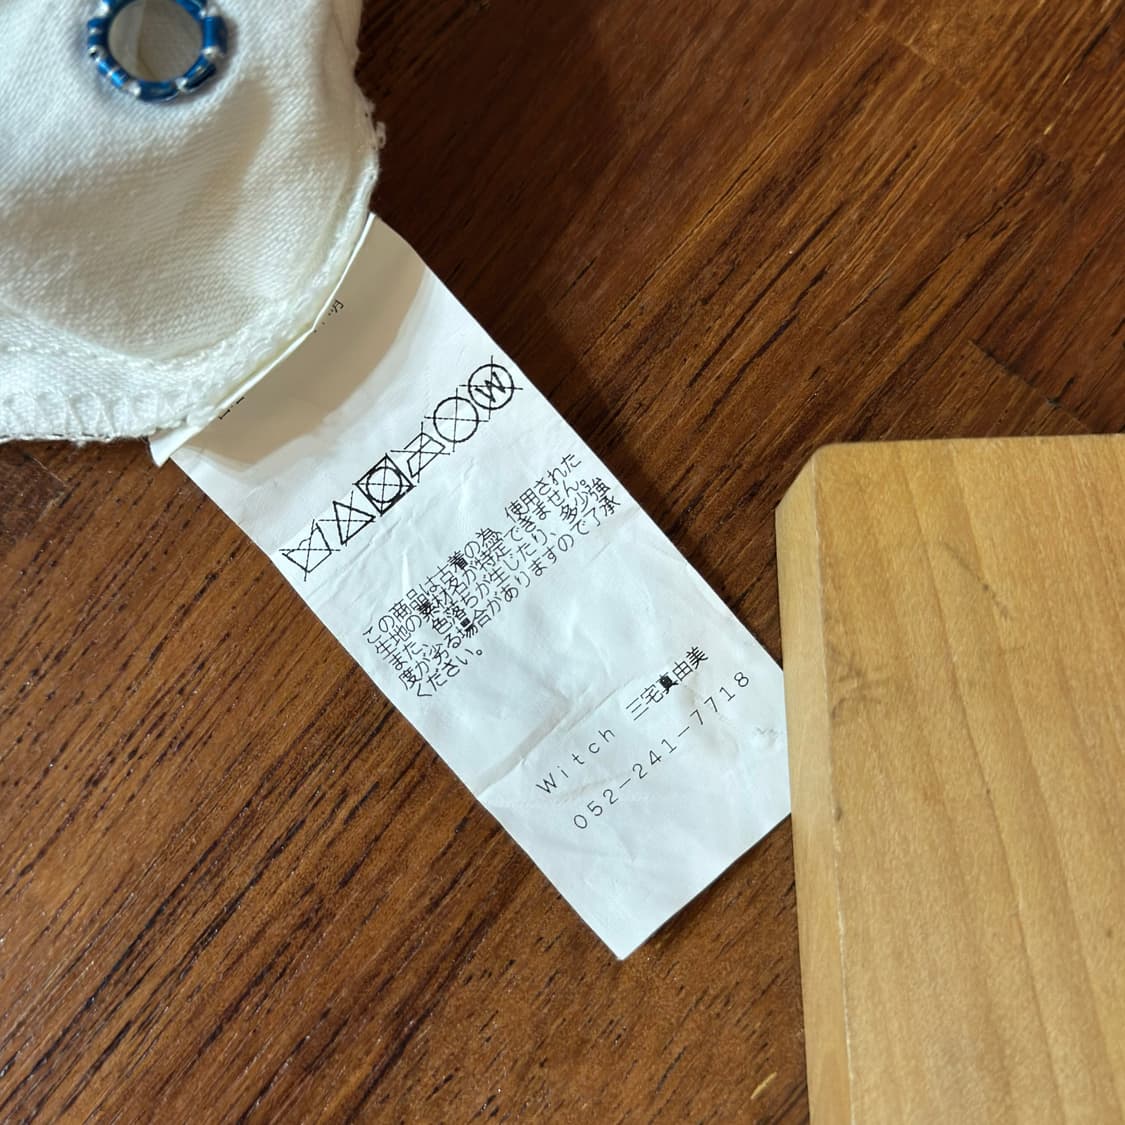 明
この商品は古着の為、使用された
生地の素材名が特定できません。
また、色落ちが生じたり、多少強
度が劣る場合がありますので了承
ください。
Witch 三宅真由美
052-241-7718